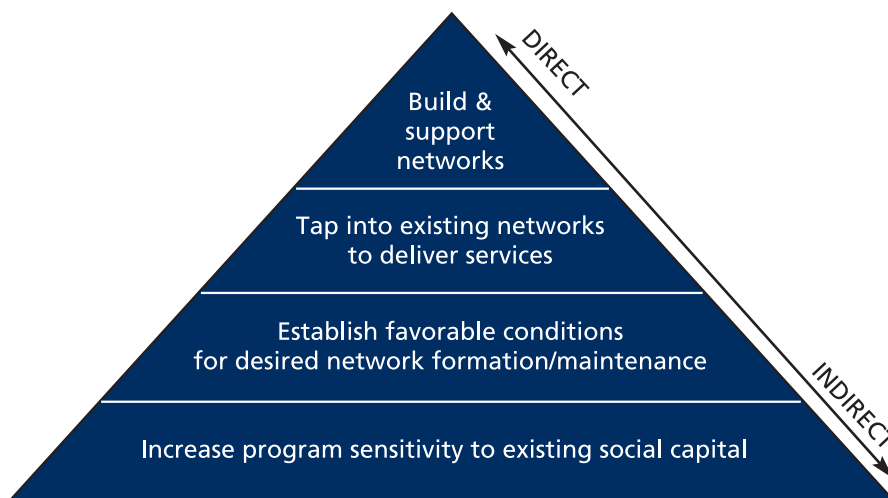 DIRECT
Build &
support
networks
Tap into existing networks
to deliver services
Establish favorable conditions
for desired network formation/maintenance
INDIRECT
Increase program sensitivity to existing social capital